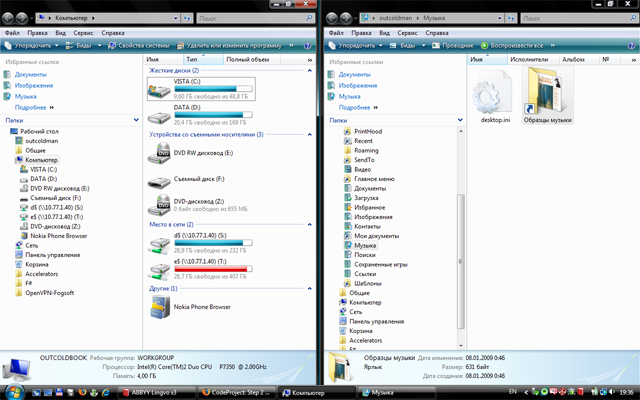 Компьютер
Поиск
Файл Правка Вид Сервис Справка
Упорядочить Виды Свойства системы Удалить или изменить программу
Избранные ссылки
Документы
Изображения
Музыка
Подробнее
Папки
Рабочий стол
outcoldman
Общие
Компьютер
VISTA (C:)
DATA (D:)
DVD RW дисковод (E:)
Съемный диск (F:)
DVD-дисковод (Z:)
d$ (\\10.77.1.40) (S:)
e$ (\\10.77.1.40) (T:)
Nokia Phone Browser
Сеть
Панель управления
Корзина
Accelerators
F#
OpenVPN-Fogsoft
Имя Тип Полный объем
Жесткие диски (2)
VISTA (C:)
9,60 ГБ свободно из 48,8 ГБ
DATA (D:)
20,4 ГБ свободно из 169 ГБ
Устройства со съемными носителями (3)
DVD RW дисковод (E:)
Съемный диск (F:)
DVD-дисковод (Z:)
0 байт свободно из 655 МБ
Место в сети (2)
d$ (\\10.77.1.40) (S:)
28,9 ГБ свободно из 232 ГБ
e$ (\\10.77.1.40) (T:)
28,7 ГБ свободно из 407 ГБ
Другие (1)
Nokia Phone Browser
OUTCOLDBOOK Рабочая группа: WORKGROUP
Процессор: Intel(R) Core(TM)2 Duo CPU P7350 @ 2.00GHz
Память: 4,00 ГБ
outcoldman Музыка
Поиск
Файл Правка Вид Сервис Справка
Упорядочить Виды Проводник Воспроизвести все
Избранные ссылки
Документы
Изображения
Музыка
Подробнее
Папки
PrintHood
Recent
Roaming
SendTo
Видео
Главное меню
Документы
Загрузка
Избранное
Изображения
Контакты
Мои документы
Музыка
Поиски
Сохраненные игры
Ссылки
Шаблоны
Общие
Компьютер
Сеть
Панель управления
Корзина
Accelerators
F#
Имя Исполнители Альбом №
desktop.ini
Образцы музыки
Образцы музыки Дата изменения: 08.01.2009 0:46
Ярлык Размер: 631 байт
Дата создания: 08.01.2009 0:46
ABBYY Lingvo x3
CodeProject: Step 2
Компьютер
Музыка
EN
19:36